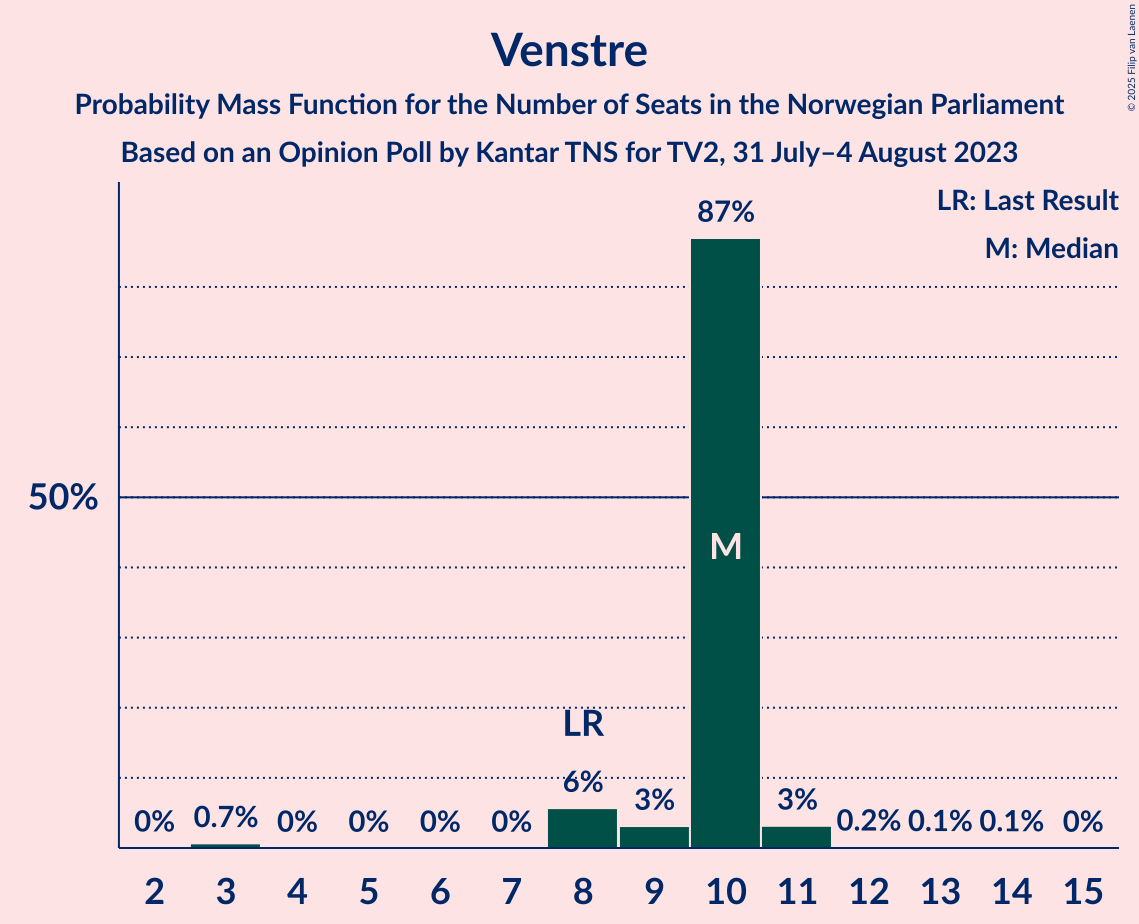 Venstre
Probability Mass Function for the Number of Seats in the Norwegian Parliament
Based on an Opinion Poll by Kantar TNS for TV2, 31 July–4 August 2023
© 2025 Filip van Laenen
LR: Last Result
M: Median
87%
50%
M
LR
0% 0.7% 0% 0% 0% 0% 6% 3% 3% 0.2% 0.1% 0.1% 0%
2 3 4 5 6 7 8 9 10 11 12 13 14 15